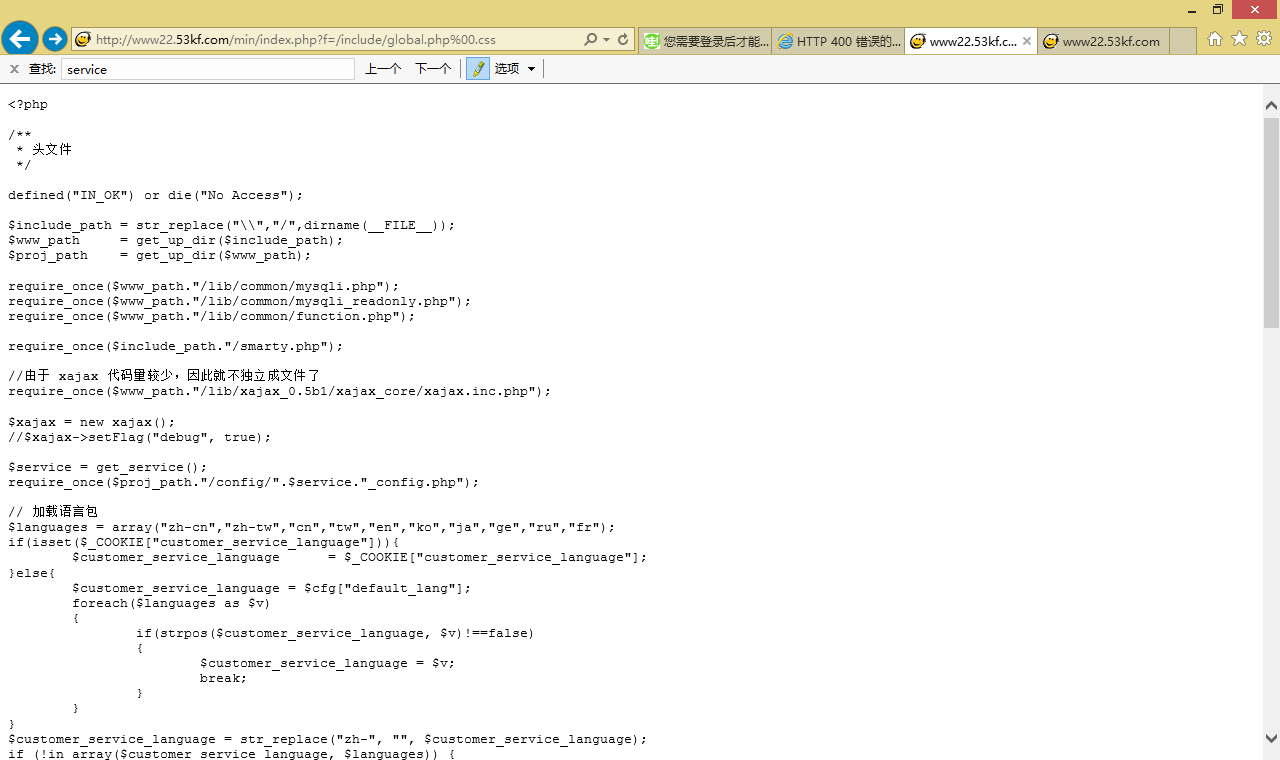 http://www22.53kf.com/min/index.php?f=/include/global.php%00.css
您需要登录后才能...
HTTP 400 错误的...
www22.53kf.c...
www22.53kf.com
查找: service 上一个 下一个 选项
<?php
/**
 * 头文件
 */
defined("IN_OK") or die("No Access");
$include_path = str_replace("\\","/",dirname(__FILE__));
$www_path     = get_up_dir($include_path);
$proj_path    = get_up_dir($www_path);
require_once($www_path."/lib/common/mysqli.php");
require_once($www_path."/lib/common/mysqli_readonly.php");
require_once($www_path."/lib/common/function.php");
require_once($include_path."/smarty.php");
//由于 xajax 代码量较少，因此就不独立成文件了
require_once($www_path."/lib/xajax_0.5b1/xajax_core/xajax.inc.php");
$xajax = new xajax();
//$xajax->setFlag("debug", true);
$service = get_service();
require_once($proj_path."/config/".$service."_config.php");
// 加载语言包
$languages = array("zh-cn","zh-tw","cn","tw","en","ko","ja","ge","ru","fr");
if(isset($_COOKIE["customer_service_language"])){
        $customer_service_language      = $_COOKIE["customer_service_language"];
}else{
        $customer_service_language = $cfg["default_lang"];
        foreach($languages as $v)
        {
                if(strpos($customer_service_language, $v)!==false)
                {
                        $customer_service_language = $v;
                        break;
                }
        }
}
$customer_service_language = str_replace("zh-", "", $customer_service_language);
if (!in_array($customer_service_language, $languages)) {